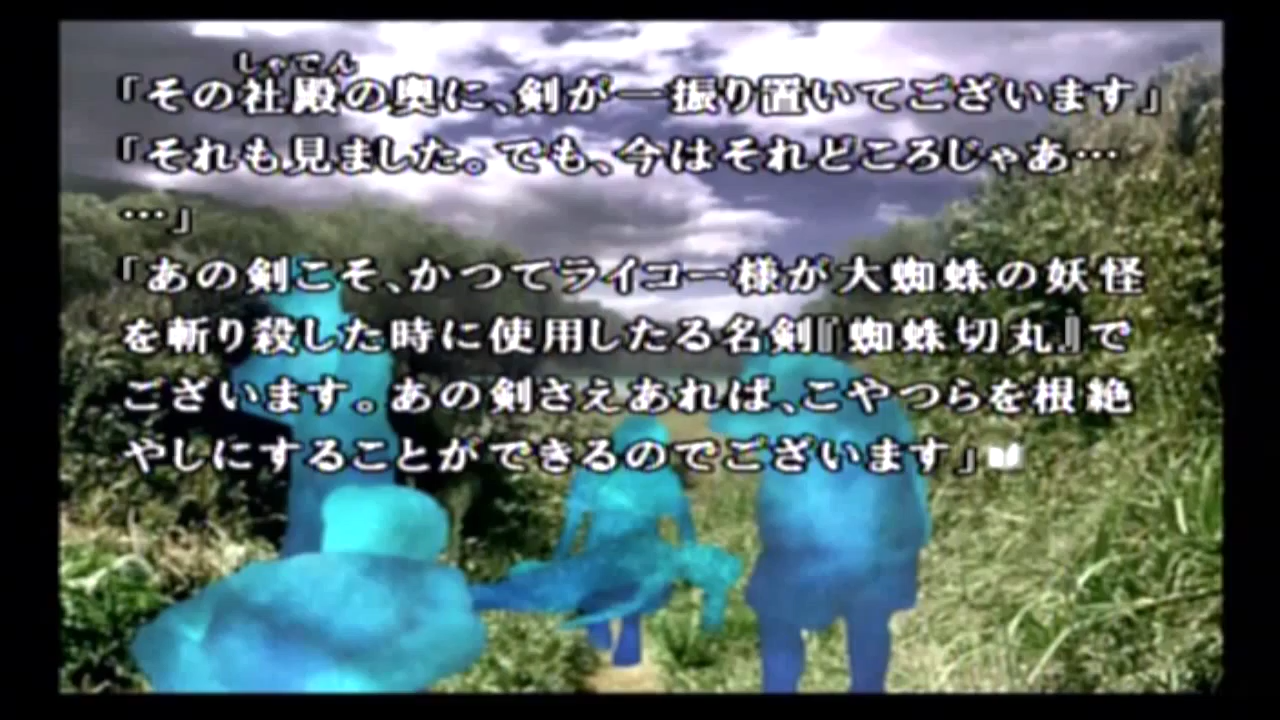 しゃでん
「その社殿の奥に、剣が一振り置いてございます」
「それも見ました。でも、今はそれどころじゃあ…
…」
「あの剣こそ、かつてライコー様が大蜘蛛の妖怪
を斬り殺した時に使用したる名剣『蜘蛛切丸』で
ございます。あの剣さえあれば、こやつらを根絶
やしにすることができるのでございます」